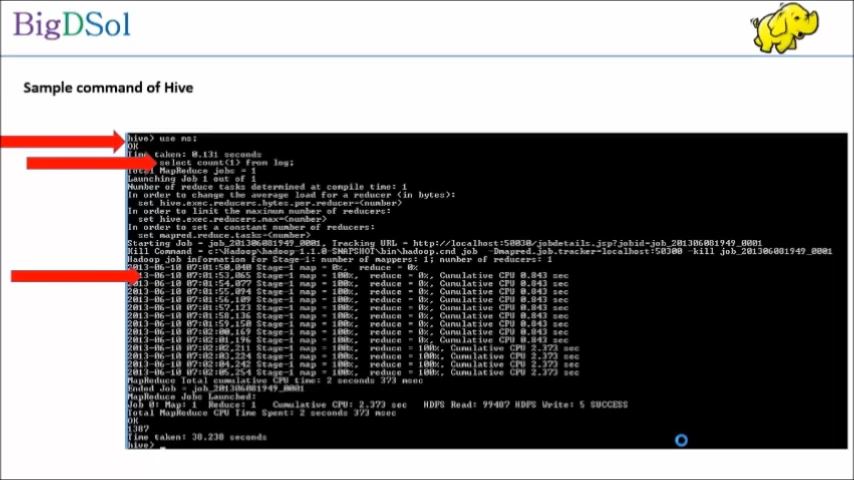 BigDSol
Sample command of Hive
hive> use ms;
OK
Time taken: 0.131 seconds
select count(1) from log;
Total MapReduce jobs = 1
Launching Job 1 out of 1
Number of reduce tasks determined at compile time: 1
In order to change the average load for a reducer (in bytes):
set hive.exec.reducers.bytes.per.reducer=<number>
In order to limit the maximum number of reducers:
set hive.exec.reducers.max=<number>
In order to set a constant number of reducers:
set mapred.reduce.tasks=<number>
Starting Job = job_201306081949_0001, Tracking URL = http://localhost:50030/jobdetails.jsp?jobid=job_201306081949_0001
Kill Command = c:\Hadoop\hadoop-1.1.0-SNAPSHOT\bin\hadoop.cmd job -Dmapred.job.tracker=localhost:50300 -kill job_201306081949_0001
Hadoop job information for Stage-1: number of mappers: 1; number of reducers: 1
2013-06-10 07:01:50,040 Stage-1 map = 0%, reduce = 0%
2013-06-10 07:01:53,065 Stage-1 map = 100%, reduce = 0%, Cumulative CPU 0.843 sec
2013-06-10 07:01:54,077 Stage-1 map = 100%, reduce = 0%, Cumulative CPU 0.843 sec
2013-06-10 07:01:55,094 Stage-1 map = 100%, reduce = 0%, Cumulative CPU 0.843 sec
2013-06-10 07:01:56,109 Stage-1 map = 100%, reduce = 0%, Cumulative CPU 0.843 sec
2013-06-10 07:01:57,123 Stage-1 map = 100%, reduce = 0%, Cumulative CPU 0.843 sec
2013-06-10 07:01:58,136 Stage-1 map = 100%, reduce = 0%, Cumulative CPU 0.843 sec
2013-06-10 07:01:59,150 Stage-1 map = 100%, reduce = 0%, Cumulative CPU 0.843 sec
2013-06-10 07:02:00,169 Stage-1 map = 100%, reduce = 0%, Cumulative CPU 0.843 sec
2013-06-10 07:02:01,196 Stage-1 map = 100%, reduce = 0%, Cumulative CPU 0.843 sec
2013-06-10 07:02:02,211 Stage-1 map = 100%, reduce = 100%, Cumulative CPU 2.373 sec
2013-06-10 07:02:03,224 Stage-1 map = 100%, reduce = 100%, Cumulative CPU 2.373 sec
2013-06-10 07:02:04,242 Stage-1 map = 100%, reduce = 100%, Cumulative CPU 2.373 sec
2013-06-10 07:02:05,254 Stage-1 map = 100%, reduce = 100%, Cumulative CPU 2.373 sec
MapReduce Total cumulative CPU time: 2 seconds 373 msec
Ended Job = job_201306081949_0001
MapReduce Jobs Launched:
Job 0: Map: 1 Reduce: 1 Cumulative CPU: 2.373 sec HDFS Read: 99487 HDFS Write: 5 SUCCESS
Total MapReduce CPU Time Spent: 2 seconds 373 msec
OK
1387
Time taken: 38.238 seconds
hive> _